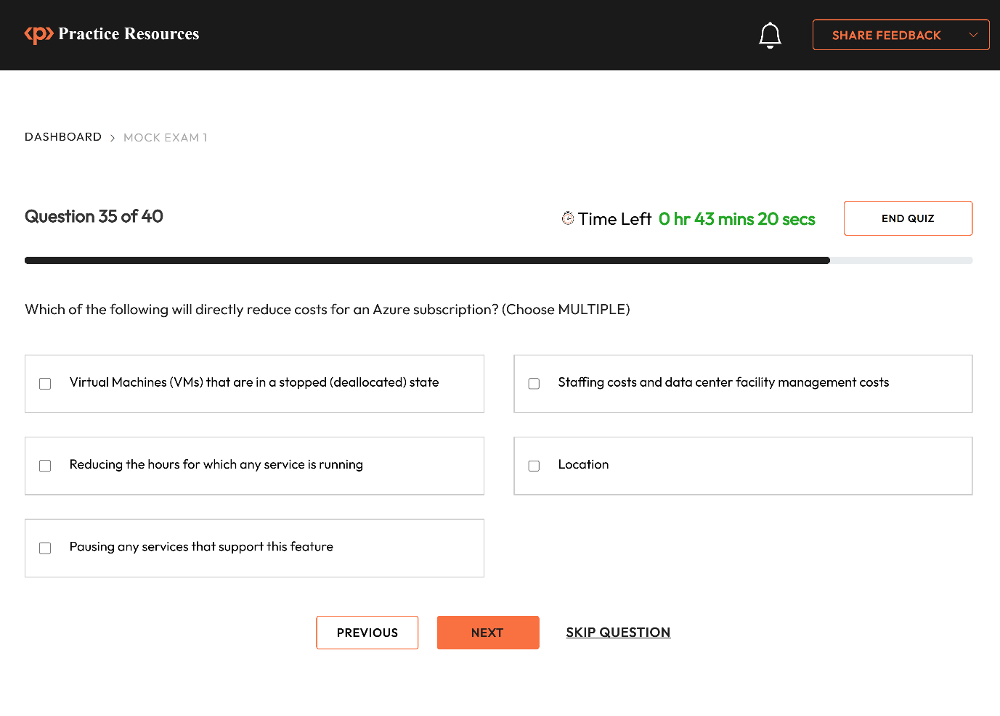 Practice Resources
SHARE FEEDBACK
DASHBOARD > MOCK EXAM 1
Question 35 of 40
Time Left 0 hr 43 mins 20 secs
END QUIZ
Which of the following will directly reduce costs for an Azure subscription? (Choose MULTIPLE)
Virtual Machines (VMs) that are in a stopped (deallocated) state
Staffing costs and data center facility management costs
Reducing the hours for which any service is running
Location
Pausing any services that support this feature
PREVIOUS
NEXT
SKIP QUESTION